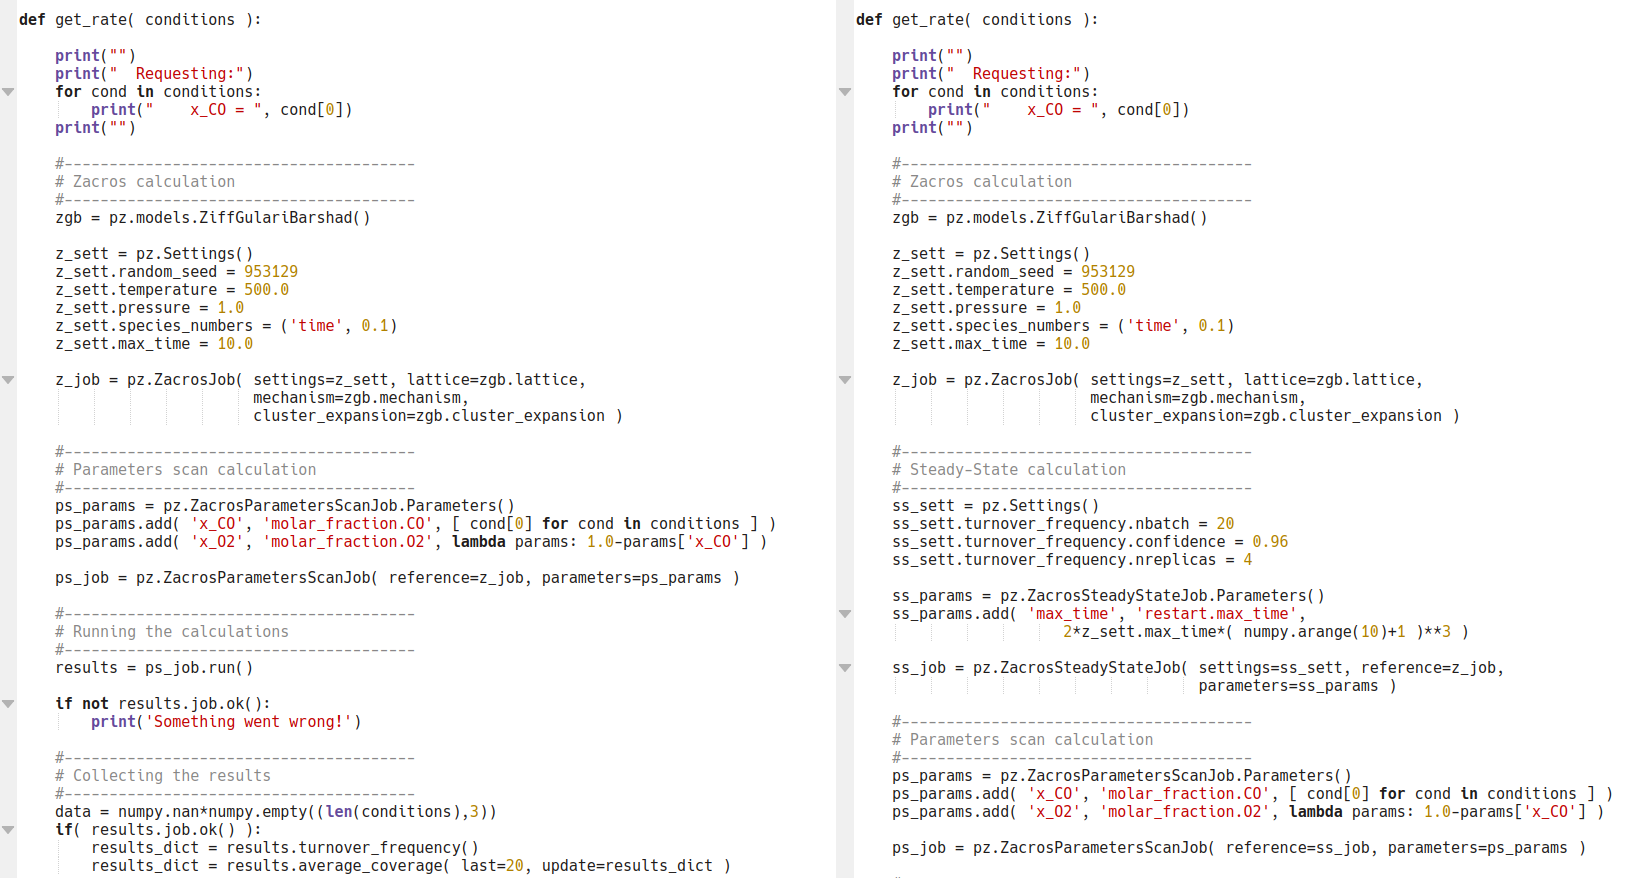 def get_rate( conditions ):
    print("")
    print("  Requesting:")
    for cond in conditions:
        print("    x_CO = ", cond[0])
    print("")
    #---------------------------------------
    # Zacros calculation
    #---------------------------------------
    zgb = pz.models.ZiffGulariBarshad()
    z_sett = pz.Settings()
    z_sett.random_seed = 953129
    z_sett.temperature = 500.0
    z_sett.pressure = 1.0
    z_sett.species_numbers = ('time', 0.1)
    z_sett.max_time = 10.0
    z_job = pz.ZacrosJob( settings=z_sett, lattice=zgb.lattice,
                          mechanism=zgb.mechanism,
                          cluster_expansion=zgb.cluster_expansion )
    #---------------------------------------
    # Parameters scan calculation
    #---------------------------------------
    ps_params = pz.ZacrosParametersScanJob.Parameters()
    ps_params.add( 'x_CO', 'molar_fraction.CO', [ cond[0] for cond in conditions ] )
    ps_params.add( 'x_O2', 'molar_fraction.O2', lambda params: 1.0-params['x_CO'] )
    ps_job = pz.ZacrosParametersScanJob( reference=z_job, parameters=ps_params )
    #---------------------------------------
    # Running the calculations
    #---------------------------------------
    results = ps_job.run()
    if not results.job.ok():
        print('Something went wrong!')
    #---------------------------------------
    # Collecting the results
    #---------------------------------------
    data = numpy.nan*numpy.empty((len(conditions),3))
    if( results.job.ok() ):
        results_dict = results.turnover_frequency()
        results_dict = results.average_coverage( last=20, update=results_dict )
def get_rate( conditions ):
    print("")
    print("  Requesting:")
    for cond in conditions:
        print("    x_CO = ", cond[0])
    print("")
    #---------------------------------------
    # Zacros calculation
    #---------------------------------------
    zgb = pz.models.ZiffGulariBarshad()
    z_sett = pz.Settings()
    z_sett.random_seed = 953129
    z_sett.temperature = 500.0
    z_sett.pressure = 1.0
    z_sett.species_numbers = ('time', 0.1)
    z_sett.max_time = 10.0
    z_job = pz.ZacrosJob( settings=z_sett, lattice=zgb.lattice,
                          mechanism=zgb.mechanism,
                          cluster_expansion=zgb.cluster_expansion )
    #---------------------------------------
    # Steady-State calculation
    #---------------------------------------
    ss_sett = pz.Settings()
    ss_sett.turnover_frequency.nbatch = 20
    ss_sett.turnover_frequency.confidence = 0.96
    ss_sett.turnover_frequency.nreplicas = 4
    ss_params = pz.ZacrosSteadyStateJob.Parameters()
    ss_params.add( 'max_time', 'restart.max_time',
                       2*z_sett.max_time*( numpy.arange(10)+1 )**3 )
    ss_job = pz.ZacrosSteadyStateJob( settings=ss_sett, reference=z_job,
                                      parameters=ss_params )
    #---------------------------------------
    # Parameters scan calculation
    #---------------------------------------
    ps_params = pz.ZacrosParametersScanJob.Parameters()
    ps_params.add( 'x_CO', 'molar_fraction.CO', [ cond[0] for cond in conditions ] )
    ps_params.add( 'x_O2', 'molar_fraction.O2', lambda params: 1.0-params['x_CO'] )
    ps_job = pz.ZacrosParametersScanJob( reference=ss_job, parameters=ps_params )